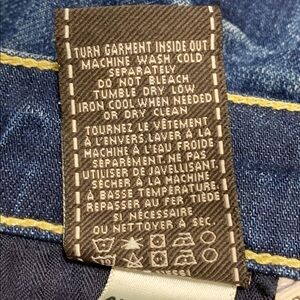 TURN GARMENT INSIDE OUT
MACHINE WASH COLD
SEPARATELY
DO NOT BLEACH
TUMBLE DRY LOW
IRON COOL WHEN NEEDED
OR DRY CLEAN
TOURNEZ LE VÊTEMENT
À L'ENVERS.LAVER À LA
MACHINE À L'EAU FROIDE
SÉPARÉMENT.NE PAS
UTILISER DE JAVELLISANT.
SÉCHER À LA MACHINE
À BASSE TEMPÉRATURE.
REPASSER AU FER TIÈDE
SI NÉCESSAIRE
OU NETTOYER À SEC.